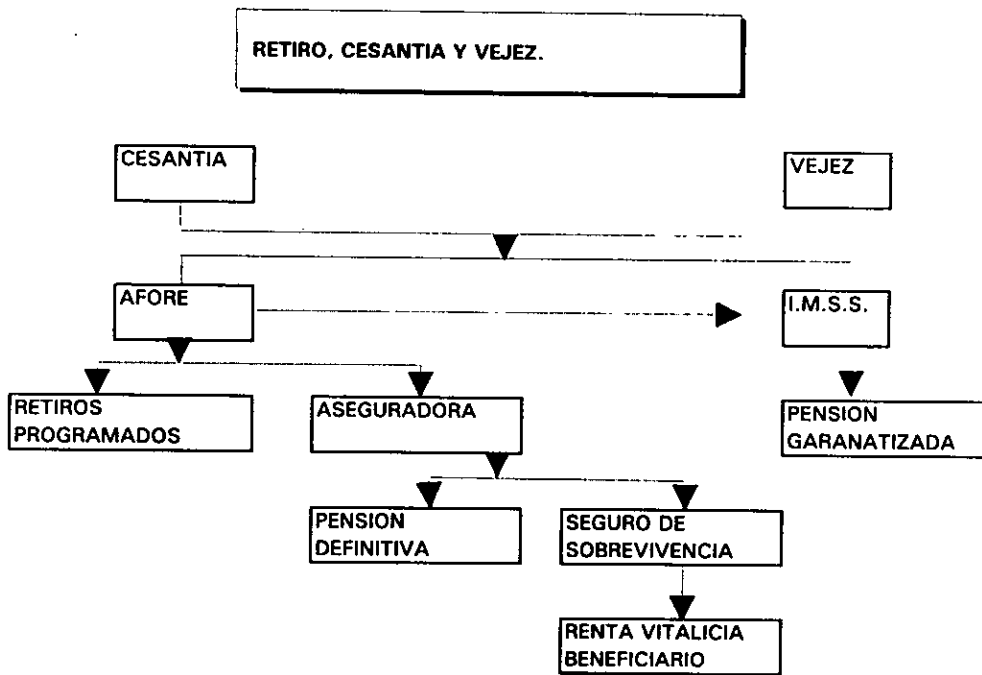 RETIRO, CESANTIA Y VEJEZ.
CESANTIA
VEJEZ
AFORE
I.M.S.S.
RETIROS
PROGRAMADOS
ASEGURADORA
PENSION
GARANATIZADA
PENSION
DEFINITIVA
SEGURO DE
SOBREVIVENCIA
RENTA VITALICIA
BENEFICIARIO